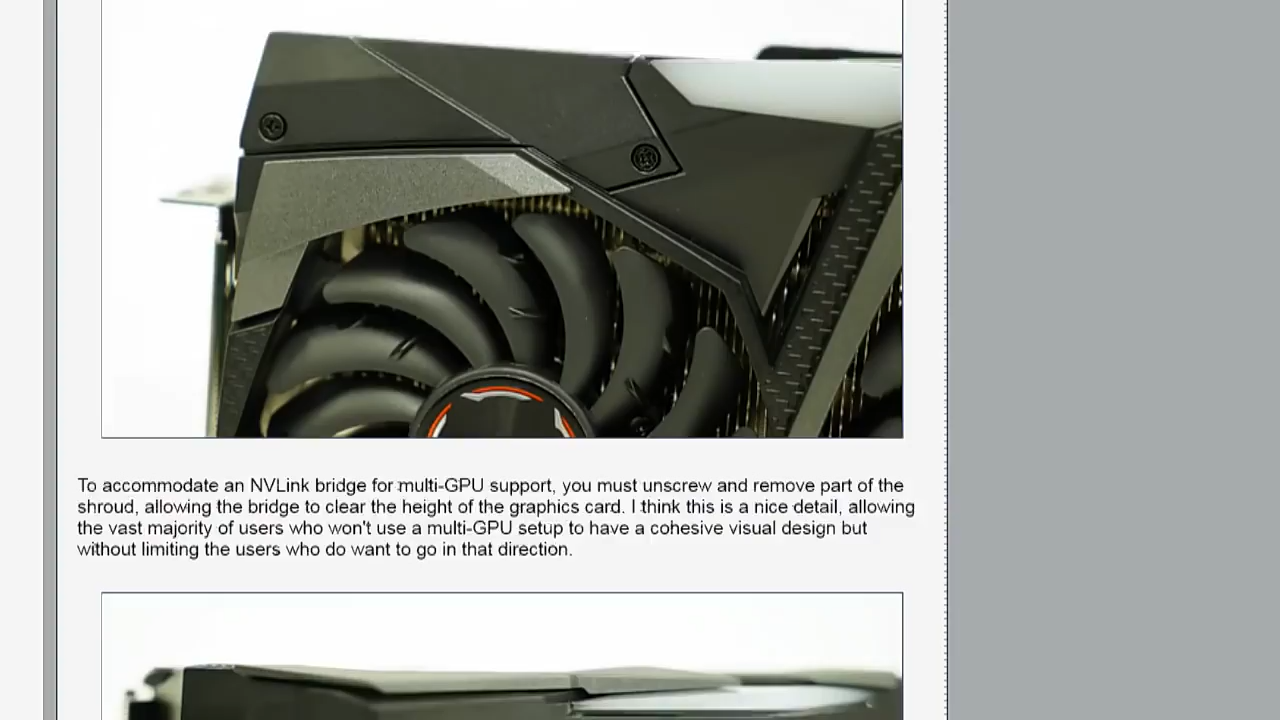 To accommodate an NVLink bridge for multi-GPU support, you must unscrew and remove part of the
shroud, allowing the bridge to clear the height of the graphics card. I think this is a nice detail, allowing
the vast majority of users who won't use a multi-GPU setup to have a cohesive visual design but
without limiting the users who do want to go in that direction.